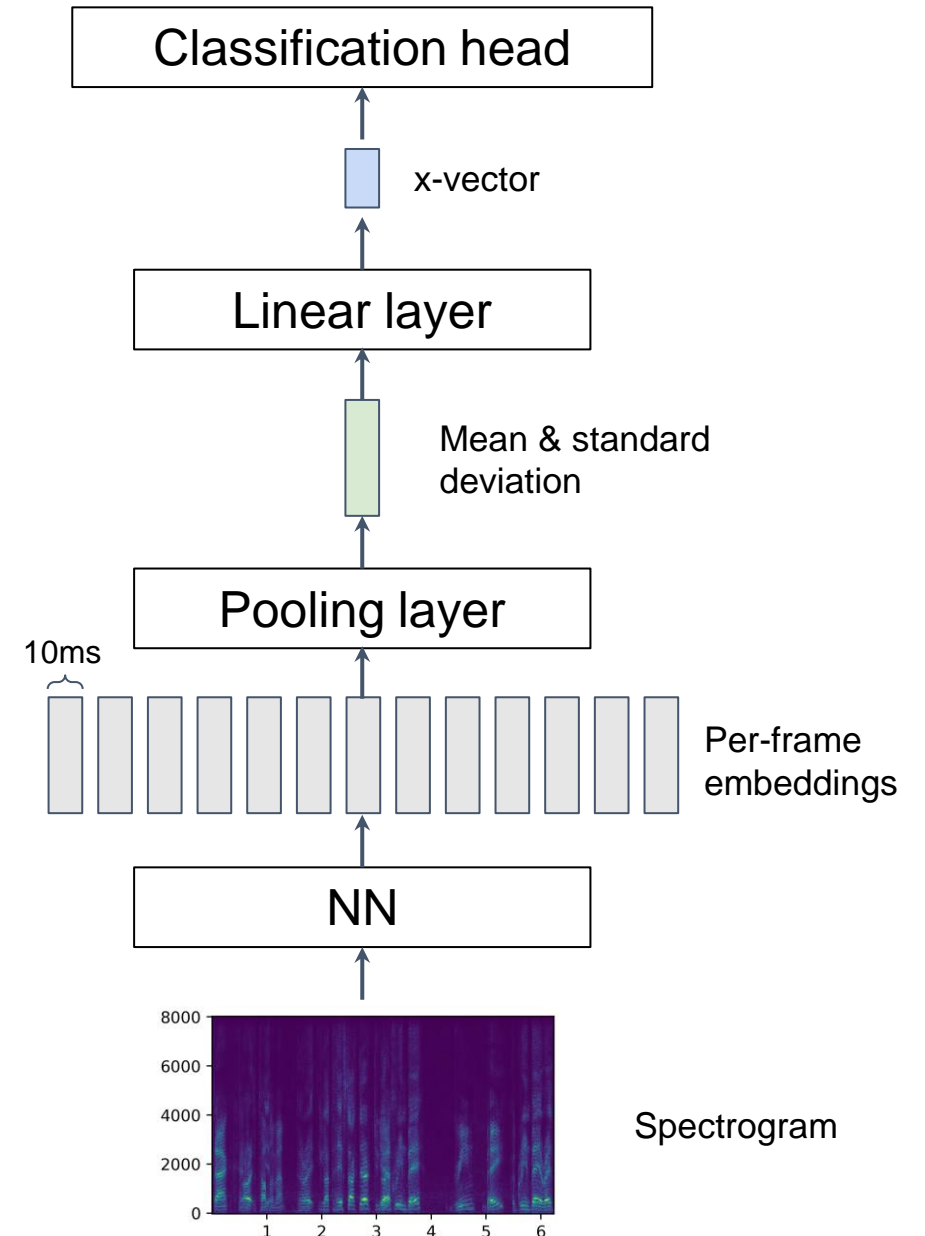 Classification head
x-vector
Linear layer
Mean & standard
deviation
Pooling layer
10ms
Per-frame
embeddings
NN
8000
6000
4000
2000
0
1 2 3 4 5 6
Spectrogram